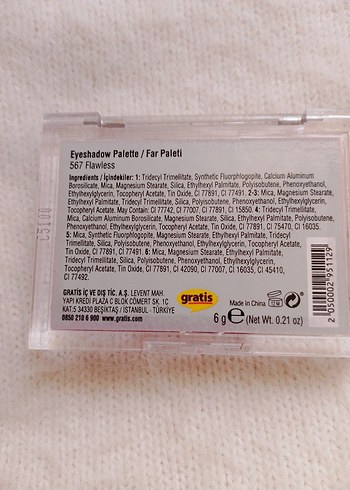 Eyeshadow Palette / Far Paleti
567 Flawless
Ingredients / İçindekiler: 1: Tridecyl Trimellitate, Synthetic Fluorphlogopite, Calcium Aluminum
Borosilicate, Mica, Magnesium Stearate, Silica, Ethylhexyl Palmitate, Polyisobutene, Phenoxyethanol,
Ethylhexylglycerin, Tocopheryl Acetate, Tin Oxide, CI 77891, CI 77491. 2-3: Mica, Magnesium Stearate,
Ethylhexyl Palmitate, Tridecyl Trimellitate, Silica, Polyisobutene, Phenoxyethanol, Ethylhexylglycerin,
Tocopheryl Acetate, May Contain: CI 77742, CI 77007, CI 77891, CI 15850. 4: Tridecyl Trimellitate,
Mica, Calcium Aluminum Borosilicate, Magnesium Stearate, Silica, Ethylhexyl Palmitate, Polyisobutene,
Phenoxyethanol, Ethylhexylglycerin, Tocopheryl Acetate, Tin Oxide, CI 77891, CI 75470, CI 16035.
5: Mica, Synthetic Fluorphlogopite, Magnesium Stearate, Ethylhexyl Palmitate, Tridecyl
Trimellitate, Silica, Polyisobutene, Phenoxyethanol, Ethylhexylglycerin, Tocopheryl Acetate,
Tin Oxide, CI 77891, CI 77491. 6: Mica, Magnesium Stearate, Ethylhexyl Palmitate,
Tridecyl Trimellitate, Silica, Polyisobutene, Phenoxyethanol, Ethylhexylglycerin,
Tocopheryl Acetate, Tin Oxide, CI 77891, CI 42090, CI 77007, CI 16035, CI 45410,
CI 77492.
GRATİS İÇ VE DIŞ TİC. A.Ş. LEVENT MAH.
YAPI KREDİ PLAZA C BLOK CÖMERT SK. 1C
KAT:5 34330 BEŞİKTAŞ / İSTANBUL - TÜRKİYE
0850 210 6 900 www.gratis.com
gratis
Made in China
12 M
6 g e (Net Wt. 0.21 oz)
2 050002 951129